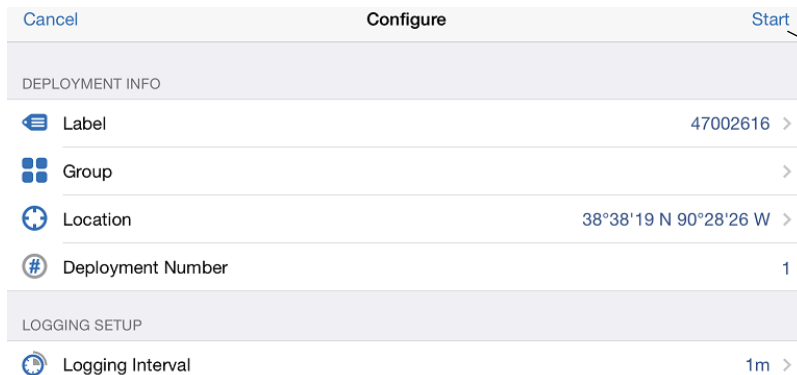 Cancel Configure Start
DEPLOYMENT INFO
Label 47002616
Group
Location 38°38'19 N 90°28'26 W
# Deployment Number 1
LOGGING SETUP
Logging Interval 1m